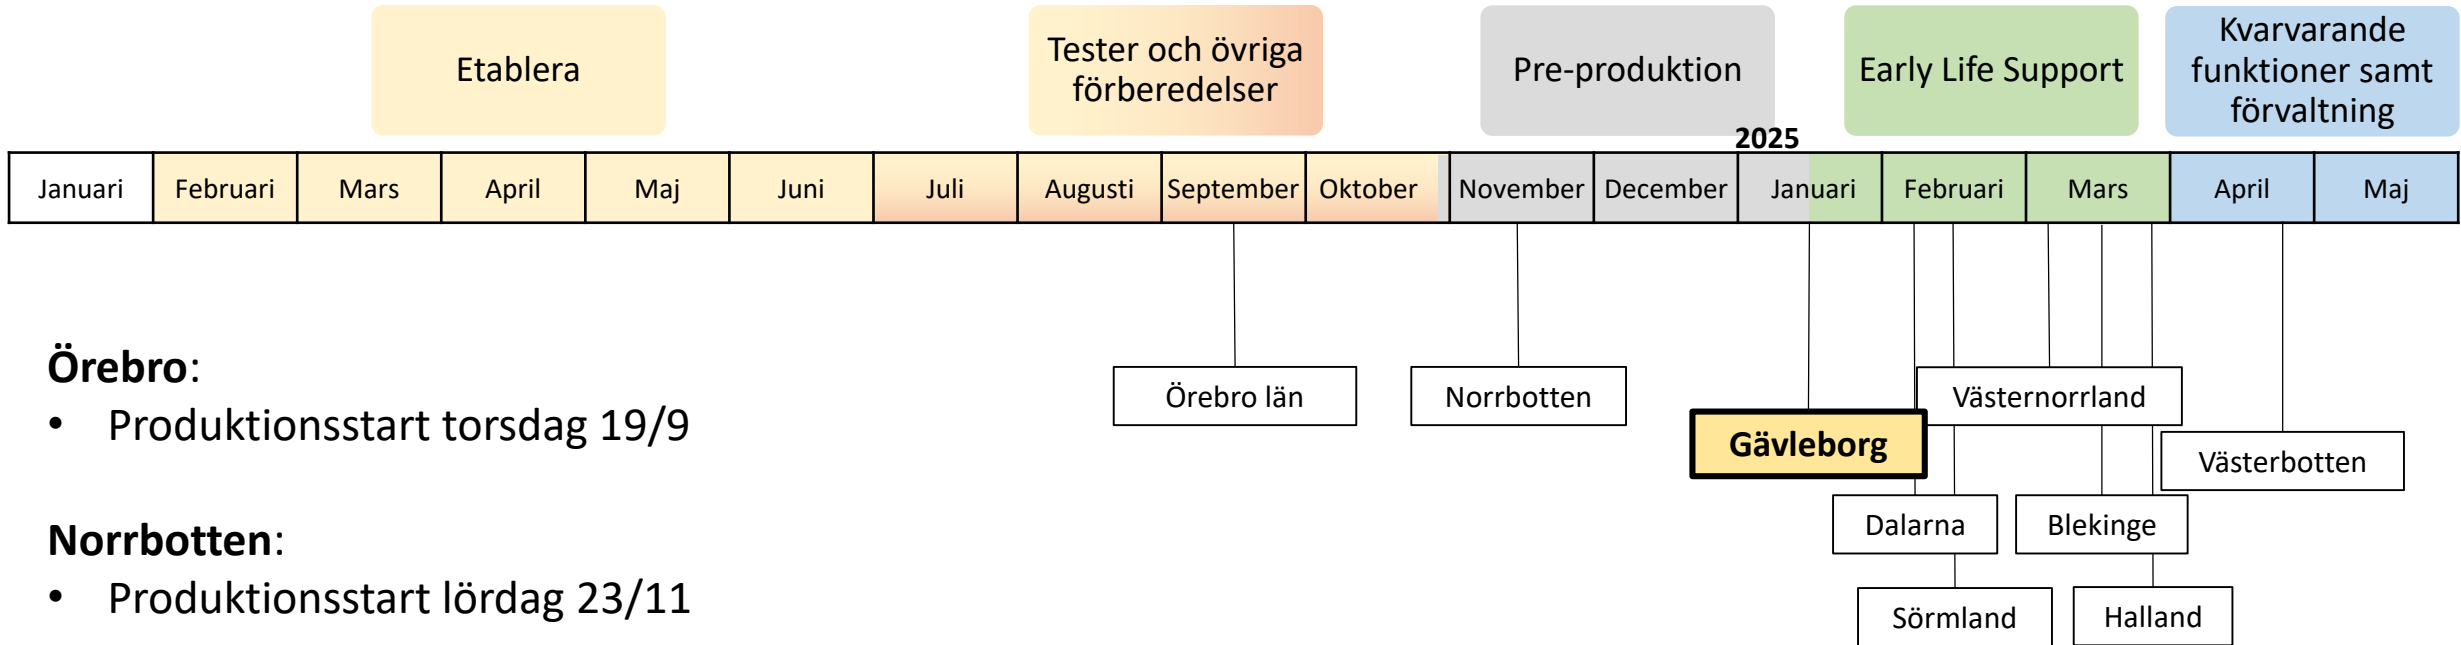 Etablera
Tester och övriga
förberedelser
Pre-produktion
Early Life Support
Kvarvarande
funktioner samt
förvaltning
2025
Januari Februari Mars April Maj Juni Juli Augusti September Oktober November December Januari Februari Mars April Maj
Örebro:
• Produktionsstart torsdag 19/9
Norrbotten:
• Produktionsstart lördag 23/11
Örebro län
Norrbotten
Västernorrland
Gävleborg
Västerbotten
Dalarna
Blekinge
Sörmland
Halland